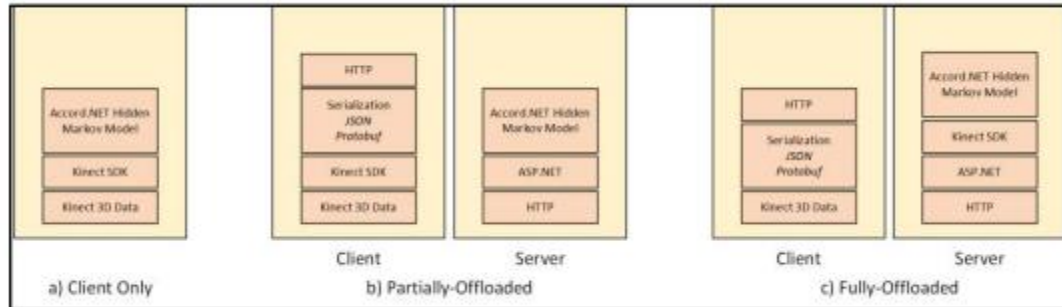 Accord.NET Hidden
Markov Model
Kinect SDK
Kinect 3D Data
a) Client Only
HTTP
Serialization
JSON
Protobuf
Kinect SDK
Kinect 3D Data
Client
Accord.NET Hidden
Markov Model
ASP.NET
HTTP
Server
b) Partially-Offloaded
HTTP
Serialization
JSON
Protobuf
Kinect 3D Data
Client
Accord.NET Hidden
Markov Model
Kinect SDK
ASP.NET
HTTP
Server
c) Fully-Offloaded